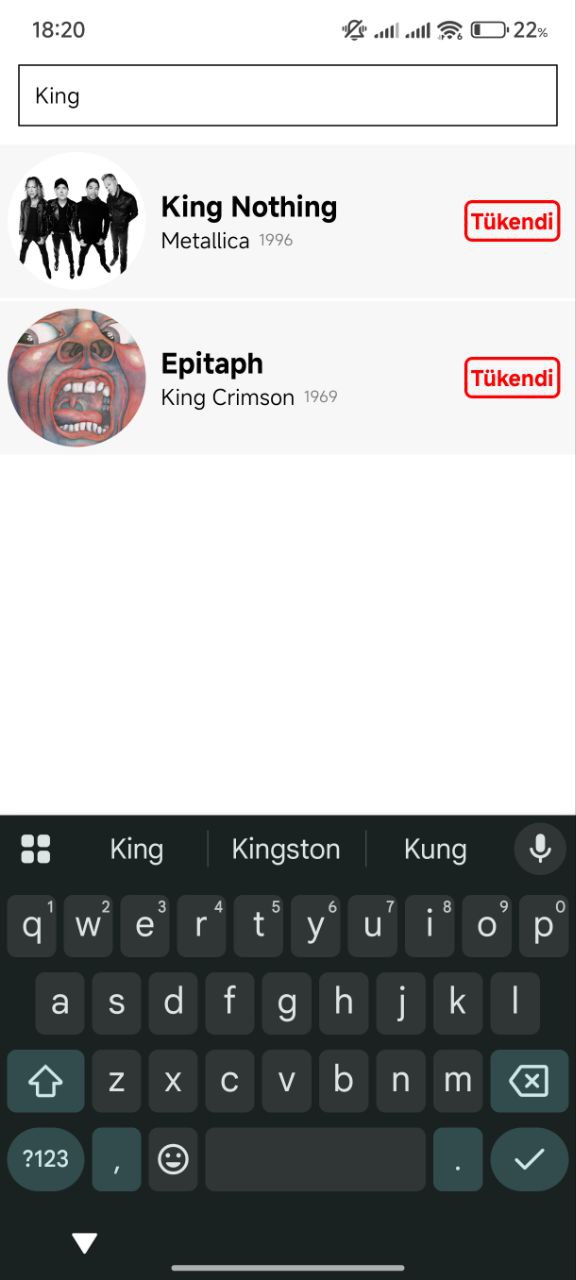 18:20 22%
King
King Nothing
Metallica 1996
Tükendi
Epitaph
King Crimson 1969
Tükendi
King Kingston Kung
q1 w2 e3 r4 t5 y6 u7 i8 o9 p0
a s d f g h j k l
z x c v b n m
?123 , .